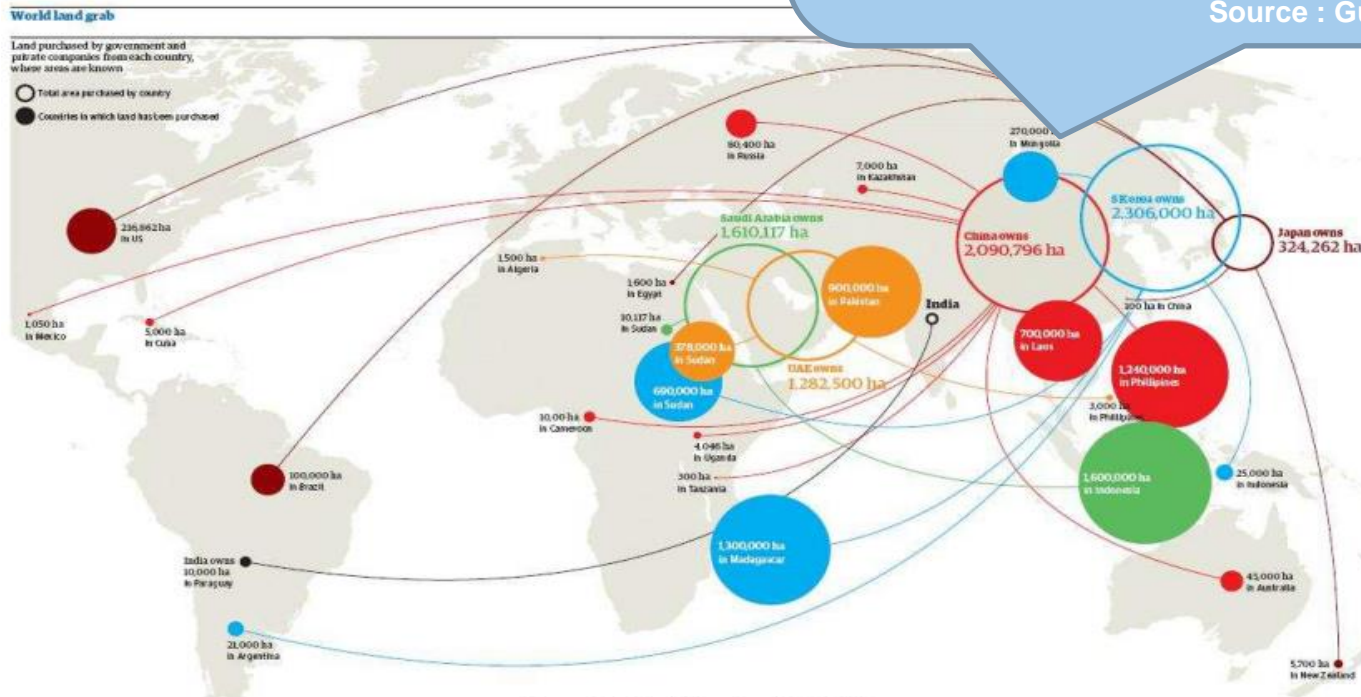 World land grab
Source : Gu
Land purchased by government and
private companies from each country,
where areas are known
Total area purchased by country
Countries in which land has been purchased
236,862 ha
in US
1,050 ha
in Mexico
5,000 ha
in Cuba
100,000 ha
in Brazil
India owns
10,000 ha
in Paraguay
21,000 ha
in Argentina
1,500 ha
in Algeria
1,600 ha
in Egypt
10,117 ha
in Sudan
378,000 ha
in Sudan
690,000 ha
in Sudan
10,00 ha
in Cameroon
4,046 ha
in Uganda
300 ha
in Tanzania
1,300,000 ha
in Madagascar
Saudi Arabia owns
1,610,117 ha
UAE owns
1,282,500 ha
900,000 ha
in Pakistan
India
80,400 ha
in Russia
7,000 ha
in Kazakhstan
270,000
in Mongolia
China owns
2,090,796 ha
S Korea owns
2,306,000 ha
Japan owns
324,262 ha
100 ha in China
700,000 ha
in Laos
1,240,000 ha
in Phillipines
3,000 ha
in Phillipines
1,600,000 ha
in Indonesia
25,000 ha
in Indonesia
45,000 ha
in Australia
5,700 ha
in New Zealand